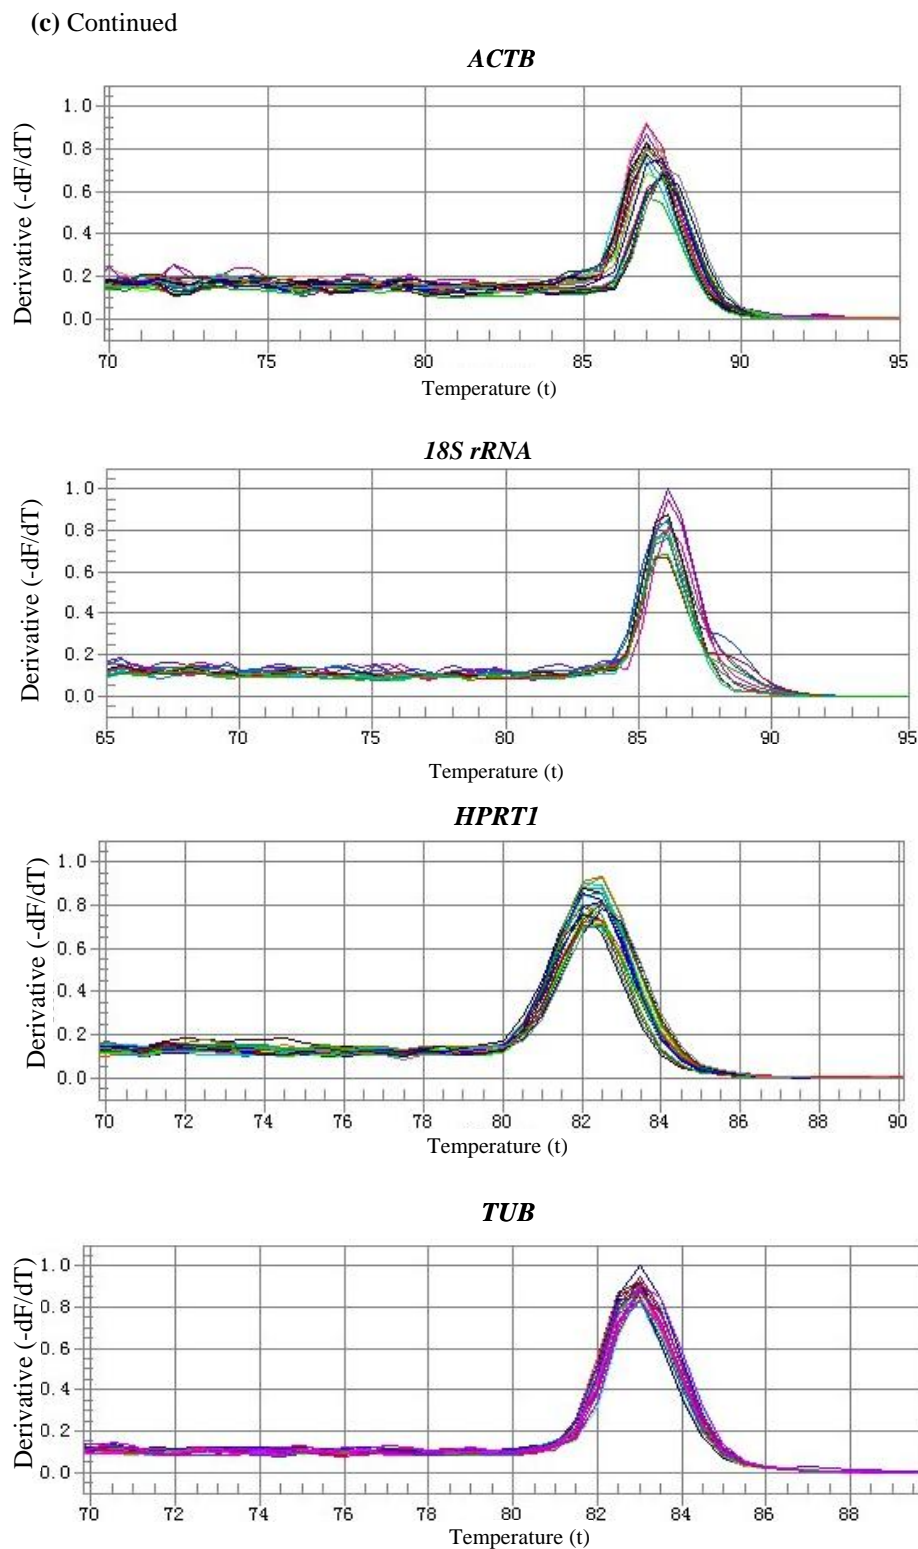 (c) Continued
ACTB
Derivative (-dF/dT)
1.0
0.8
0.6
0.4
0.2
0.0
70 75 80 85 90 95
Temperature (t)
18S rRNA
Derivative (-dF/dT)
1.0
0.8
0.6
0.4
0.2
0.0
65 70 75 80 85 90 95
Temperature (t)
HPRT1
Derivative (-dF/dT)
1.0
0.8
0.6
0.4
0.2
0.0
70 72 74 76 78 80 82 84 86 88 90
Temperature (t)
TUB
Derivative (-dF/dT)
1.0
0.8
0.6
0.4
0.2
0.0
70 72 74 76 78 80 82 84 86 88
Temperature (t)